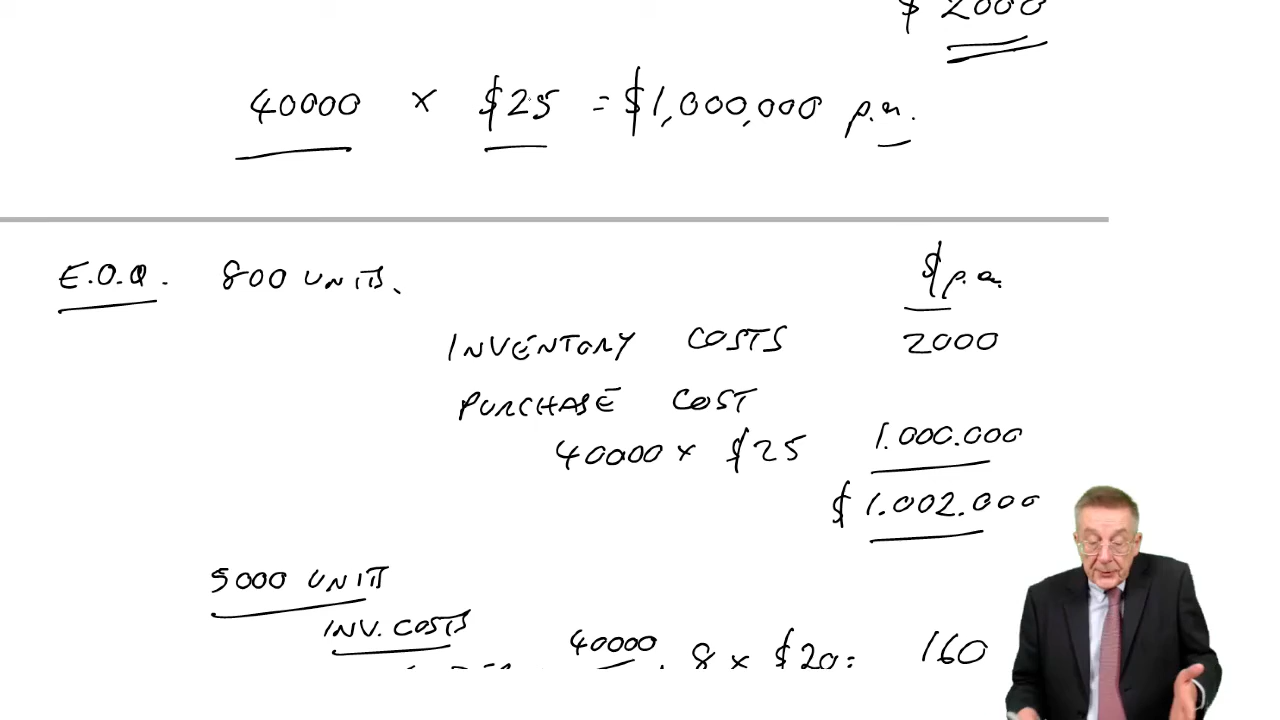 $ 2000
40000 × $25 = $1,000,000 p.a.
E.O.Q. 800 UNITS.
$ p.a.
INVENTORY COSTS 2000
PURCHASE COST
40000 × $25 1.000.000
$ 1.002.000
5000 UNIT
INV. COSTS
40000
8 × $20: 160